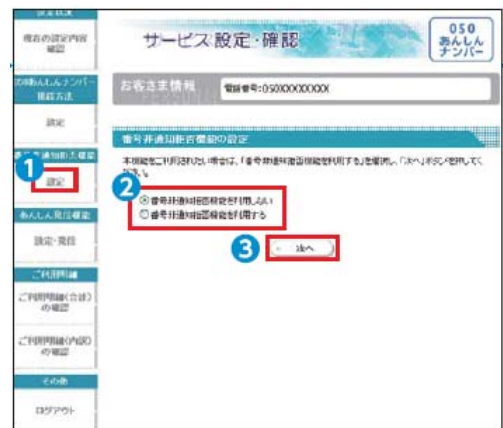 設定状況
現在の設定内容
確認
050あんしんナンバー
接続方法
設定
番号非通知拒否機能
1
設定
あんしん発信機能
設定・発信
ご利用明細
ご利用明細(合計)
の確認
ご利用明細(内訳)
の確認
その他
ログアウト
サービス設定・確認
050
あんしん
ナンバー
お客さま情報
電話番号:050XXXXXXXX
番号非通知拒否機能の設定
本機能をご利用されたい場合は、「番号非通知拒否機能を利用する」を選択し、「次へ」ボタンを押してく
ださい。
2
番号非通知拒否機能を利用しない
番号非通知拒否機能を利用する
3
次へ